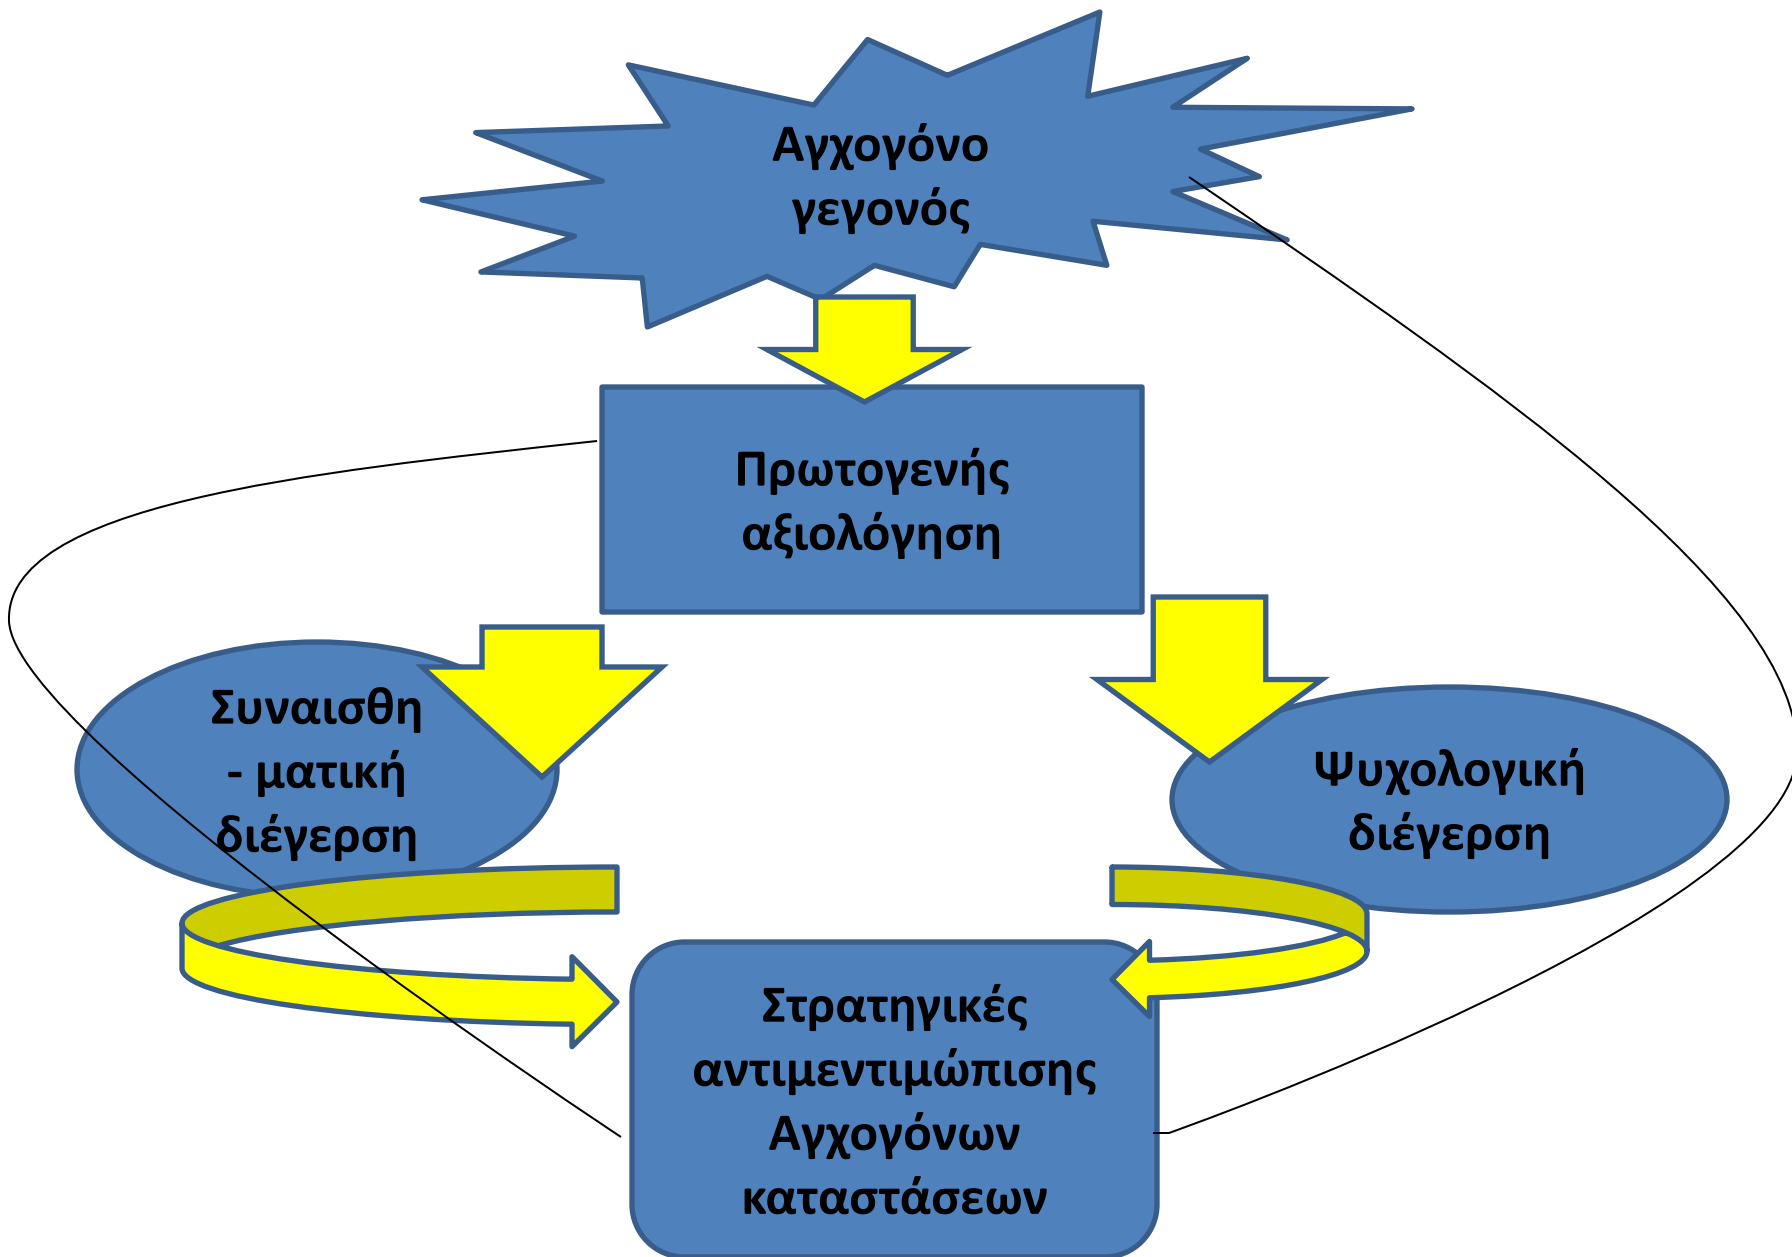 Αγχογόνο
γεγονός
Πρωτογενής
αξιολόγηση
Συναισθη
- ματική
διέγερση
Ψυχολογική
διέγερση
Στρατηγικές
αντιμεντιμώπισης
Αγχογόνων
καταστάσεων